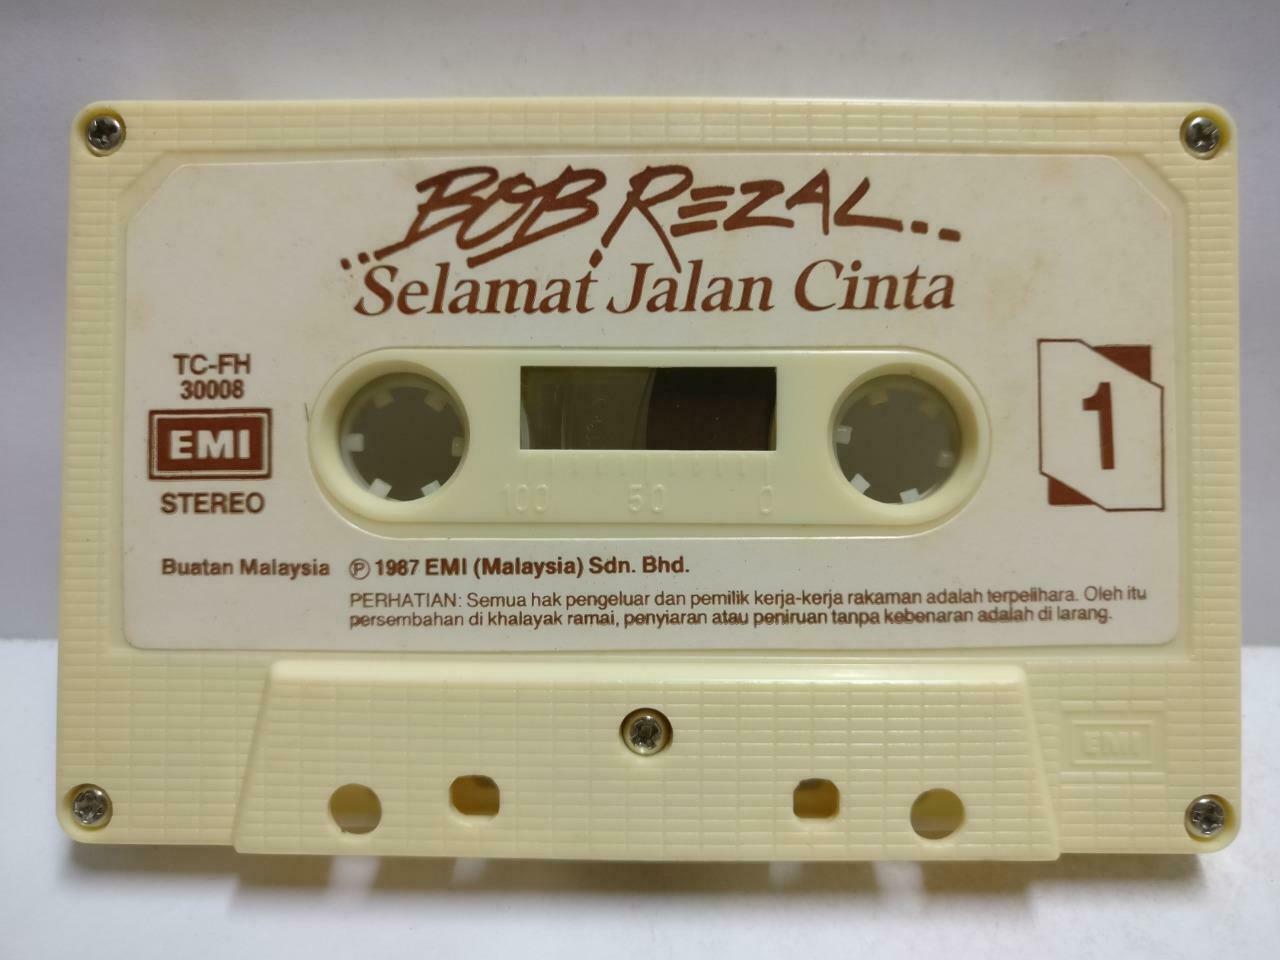 ..BOB REZAL..
Selamat Jalan Cinta
TC-FH
30008
EMI
STEREO
1
100 50 0
Buatan Malaysia ℗ 1987 EMI (Malaysia) Sdn. Bhd.
PERHATIAN: Semua hak pengeluar dan pemilik kerja-kerja rakaman adalah terpelihara. Oleh itu
persembahan di khalayak ramai, penyiaran atau peniruan tanpa kebenaran adalah di larang.
EMI